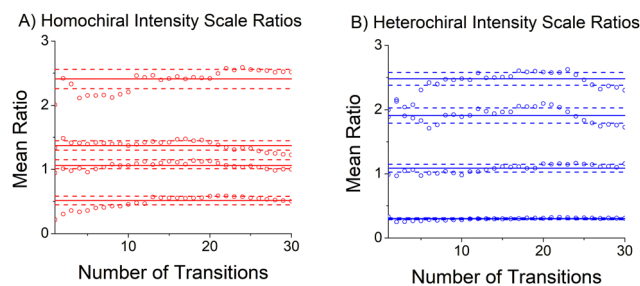 A) Homochiral Intensity Scale Ratios
3
2
1
0
Mean Ratio
10
20
30
Number of Transitions
B) Heterochiral Intensity Scale Ratios
3
2
1
0
Mean Ratio
10
20
30
Number of Transitions